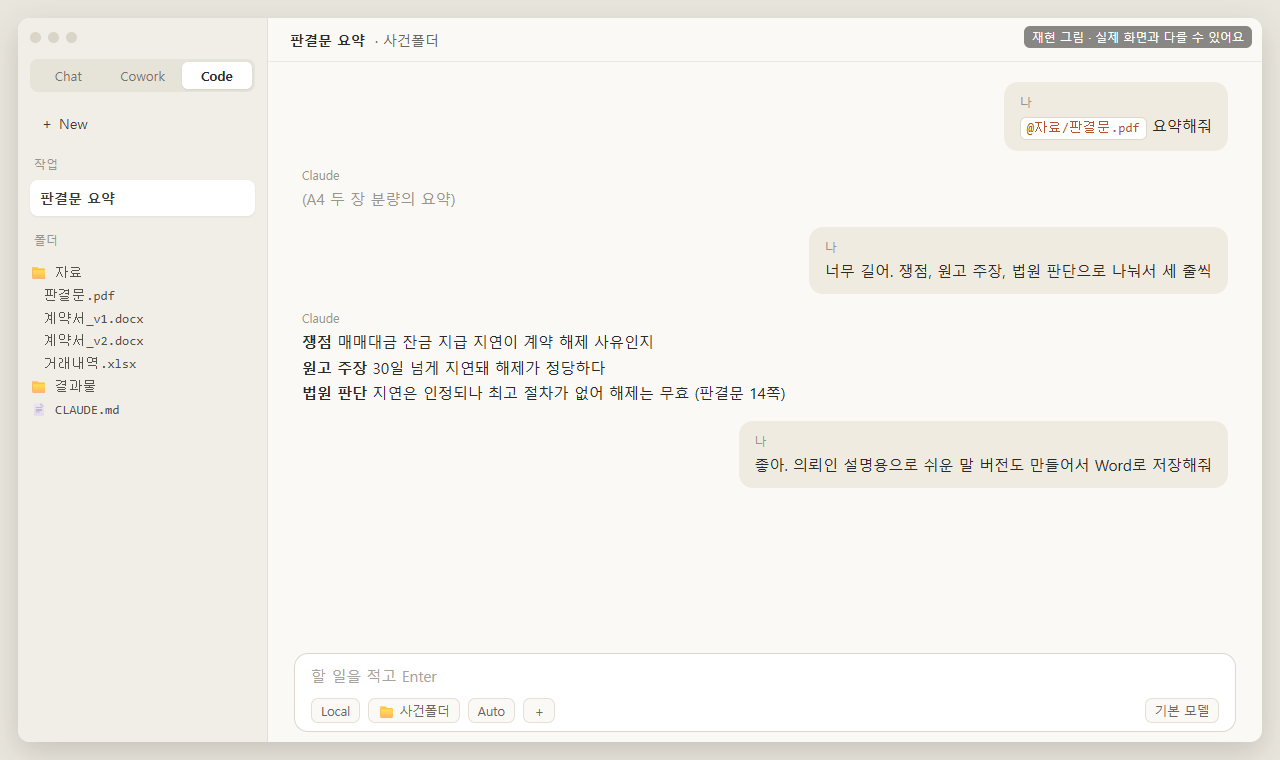 판결문 요약 · 사건폴더
재현 그림 · 실제 화면과 다를 수 있어요
Chat
Cowork
Code
+ New
작업
판결문 요약
폴더
자료
판결문.pdf
계약서_v1.docx
계약서_v2.docx
거래내역.xlsx
결과물
CLAUDE.md
나
@자료/판결문.pdf 요약해줘
Claude
(A4 두 장 분량의 요약)
나
너무 길어. 쟁점, 원고 주장, 법원 판단으로 나눠서 세 줄씩
Claude
쟁점 매매대금 잔금 지급 지연이 계약 해제 사유인지
원고 주장 30일 넘게 지연돼 해제가 정당하다
법원 판단 지연은 인정되나 최고 절차가 없어 해제는 무효 (판결문 14쪽)
나
좋아. 의뢰인 설명용으로 쉬운 말 버전도 만들어서 Word로 저장해줘
할 일을 적고 Enter
Local
사건폴더
Auto
+
기본 모델